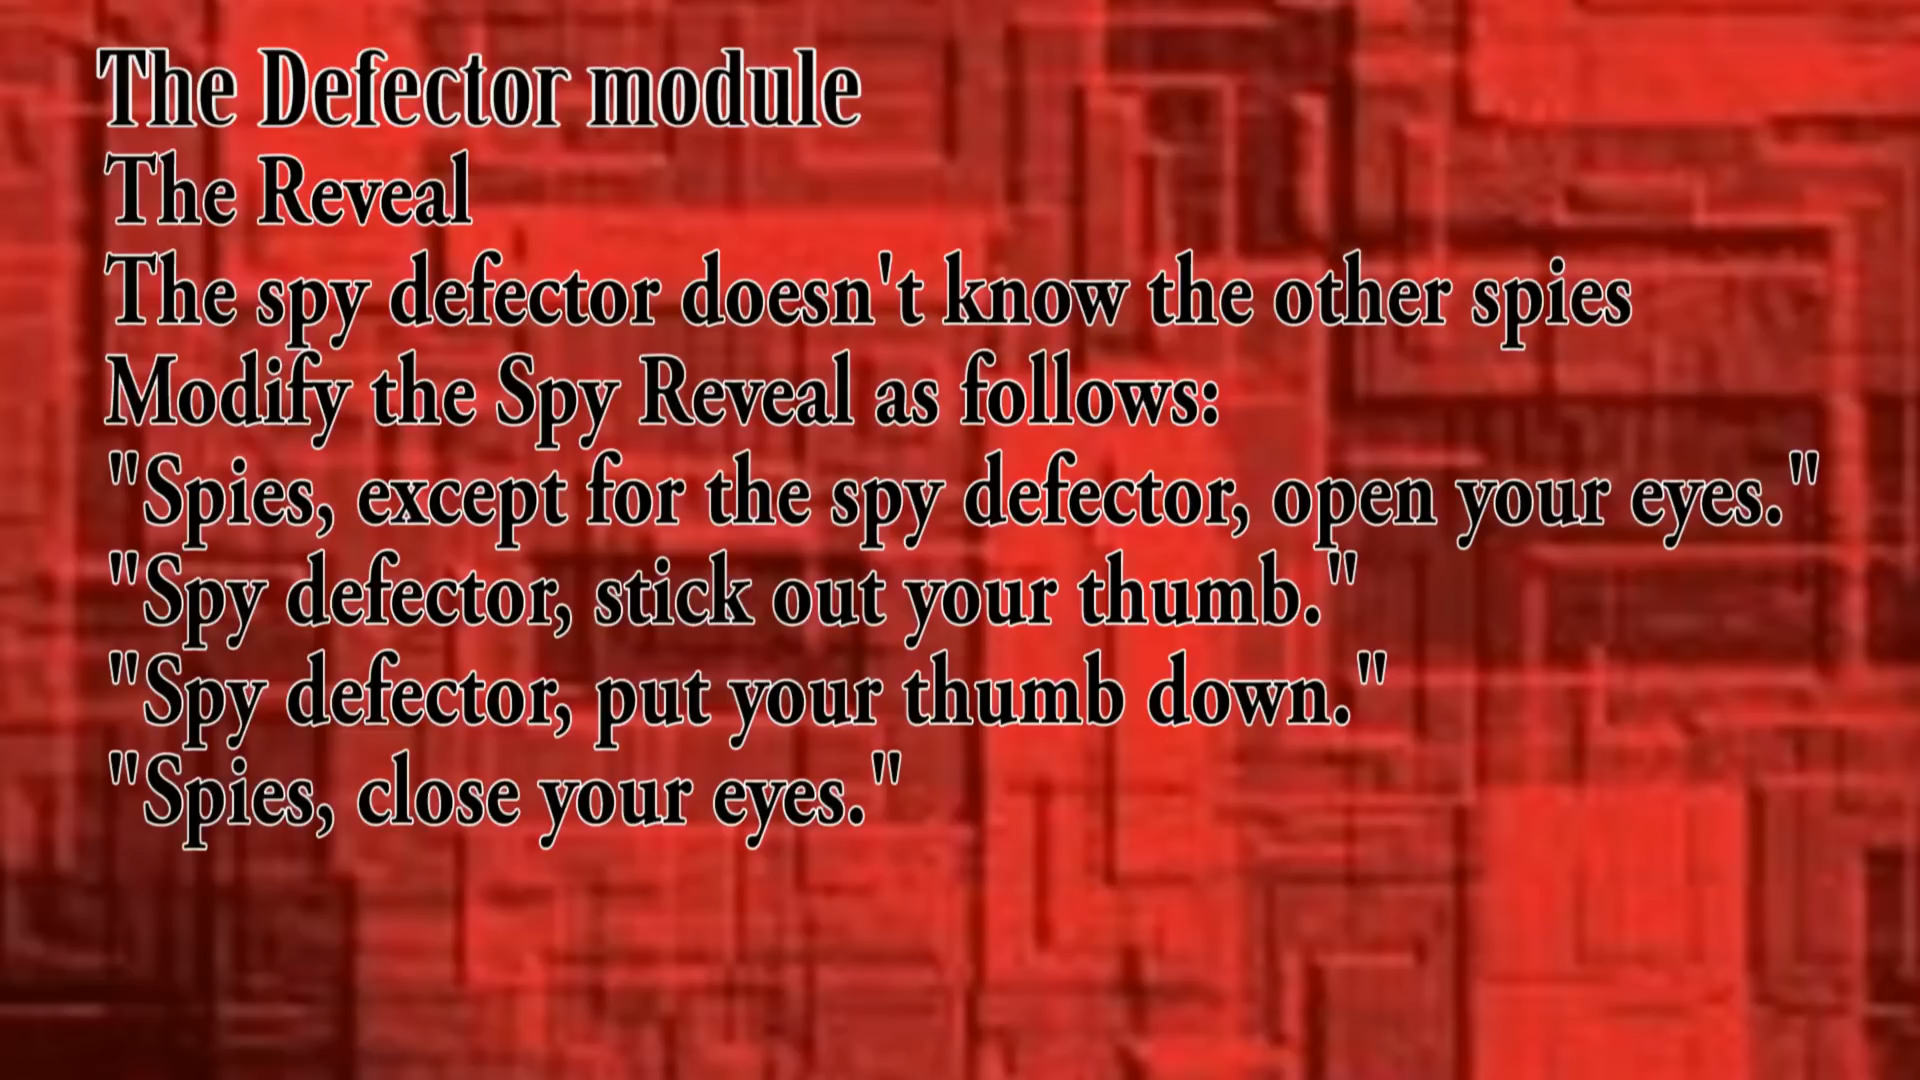 The Defector module
The Reveal
The spy defector doesn't know the other spies
Modify the Spy Reveal as follows:
"Spies, except for the spy defector, open your eyes."
"Spy defector, stick out your thumb."
"Spy defector, put your thumb down."
"Spies, close your eyes."